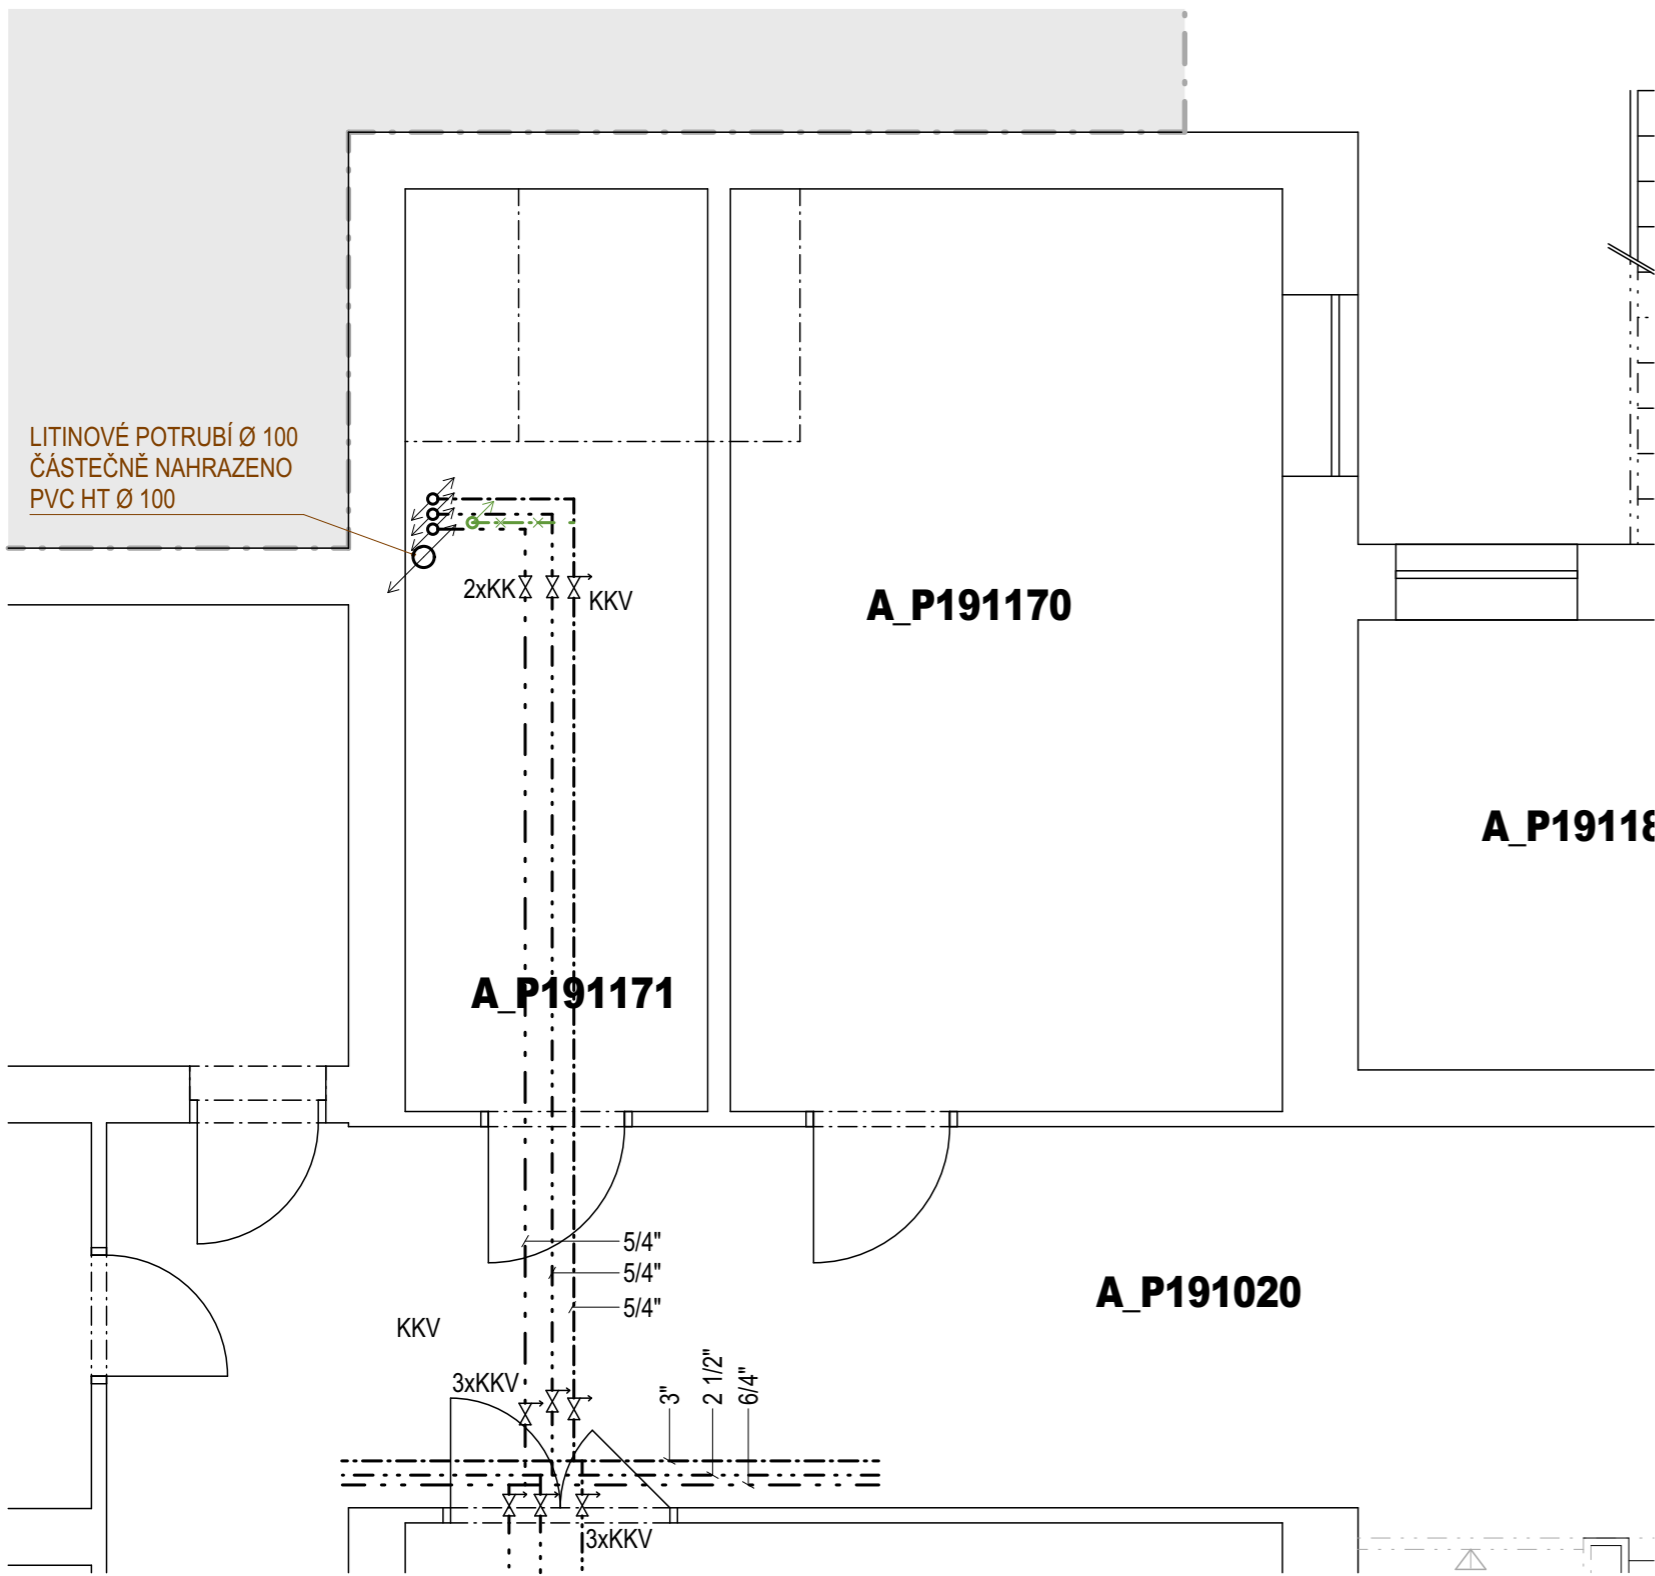 LITINOVÉ POTRUBÍ Ø 100
ČÁSTEČNĚ NAHRAZENO
PVC HT Ø 100
2xKK
KKV
A_P191170
A_P19118
A_P191171
5/4"
5/4"
5/4"
A_P191020
KKV
3xKKV
3"
2 1/2"
6/4"
3xKKV